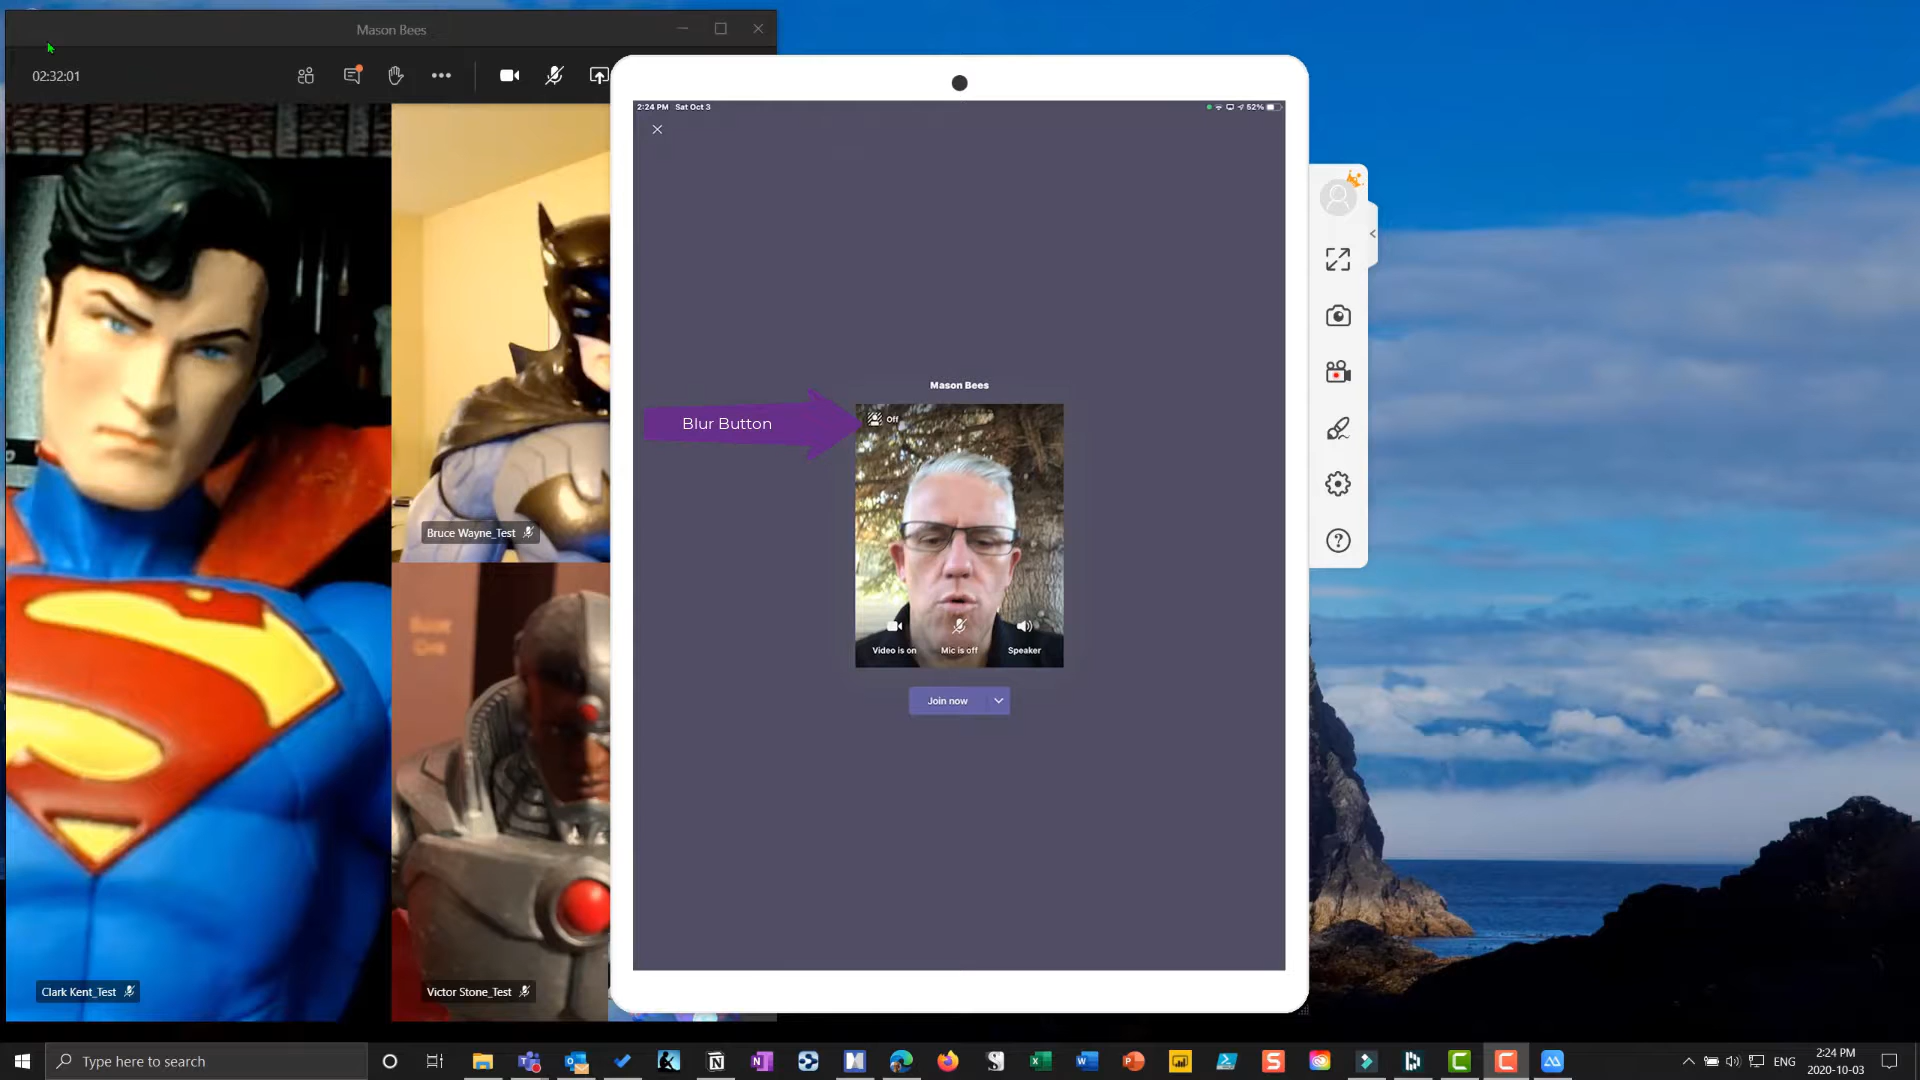 Mason Bees
02:32:01
2:24 PM Sat Oct 3
52%
Mason Bees
Blur Button
Off
Video is on
Mic is off
Speaker
Join now
Bruce Wayne_Test
Clark Kent_Test
Victor Stone_Test
Type here to search
ENG
2:24 PM
2020-10-03